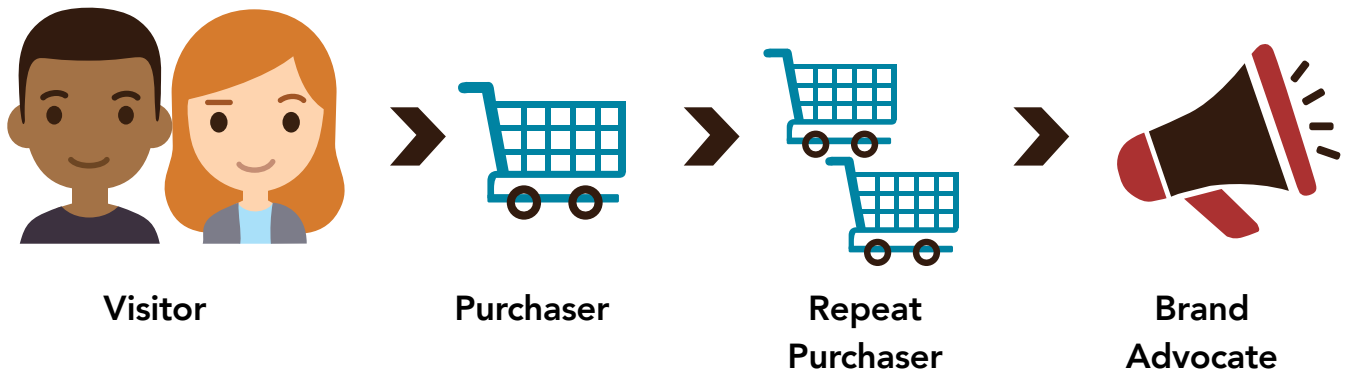 Visitor
Purchaser
Repeat
Purchaser
Brand
Advocate